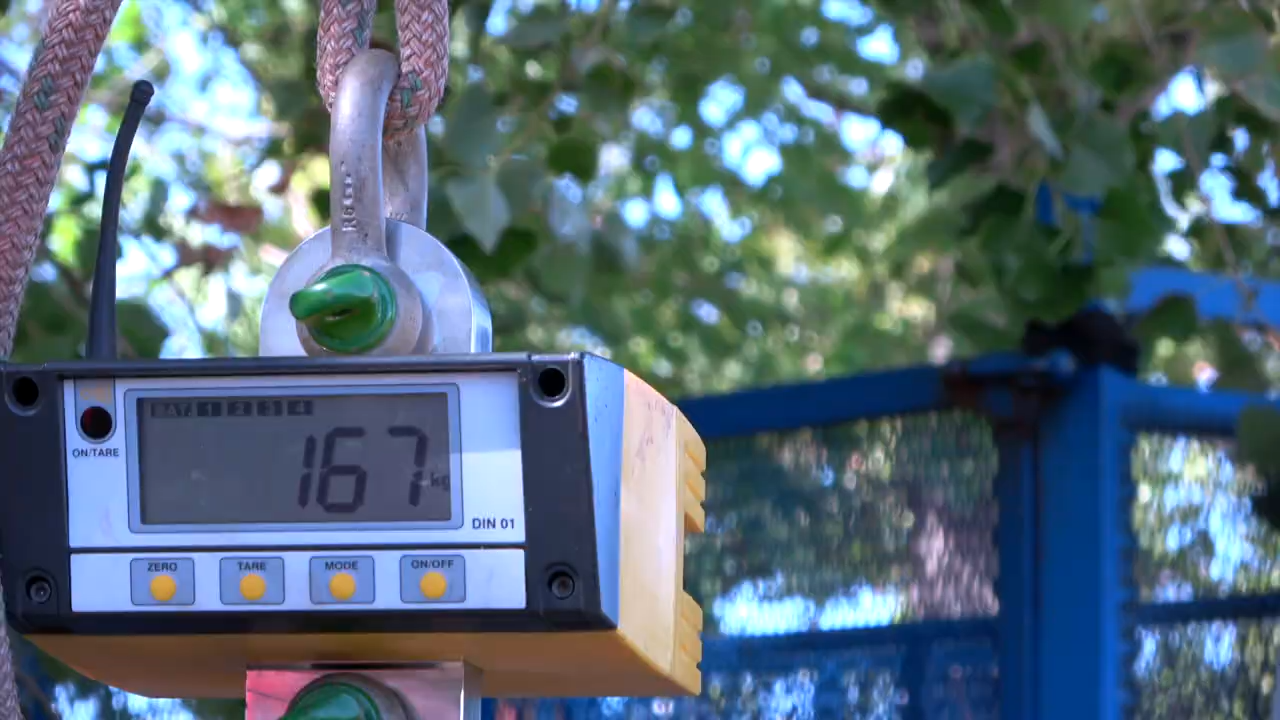 BAT: 1 2 3 4
ON/TARE
167 kg
DIN 01
ZERO TARE MODE ON/OFF